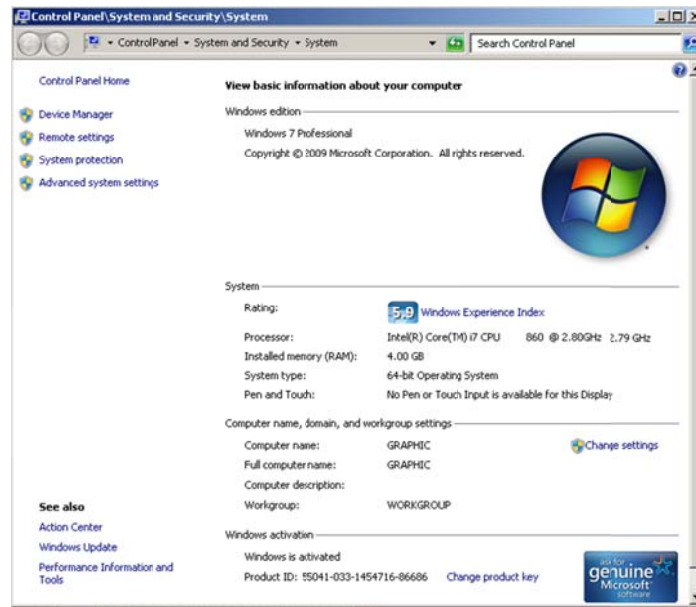 Control Panel\System and Security\System
ControlPanel System and Security System
Search Control Panel
Control Panel Home
Device Manager
Remote settings
System protection
Advanced system settings
View basic information about your computer
Windows edition
Windows 7 Professional
Copyright © 2009 Microsoft Corporation. All rights reserved.
System
Rating: 5,9 Windows Experience Index
Processor: Intel(R) Core(TM) i7 CPU 860 @ 2.80GHz 2.79 GHz
Installed memory (RAM): 4.00 GB
System type: 64-bit Operating System
Pen and Touch: No Pen or Touch Input is available for this Display
Computer name, domain, and workgroup settings
Computer name: GRAPHIC
Change settings
Full computer name: GRAPHIC
Computer description:
Workgroup: WORKGROUP
See also
Action Center
Windows Update
Performance Information and
Tools
Windows activation
Windows is activated
Product ID: 55041-033-1454716-86686 Change product key
ask for
genuine
Microsoft
software